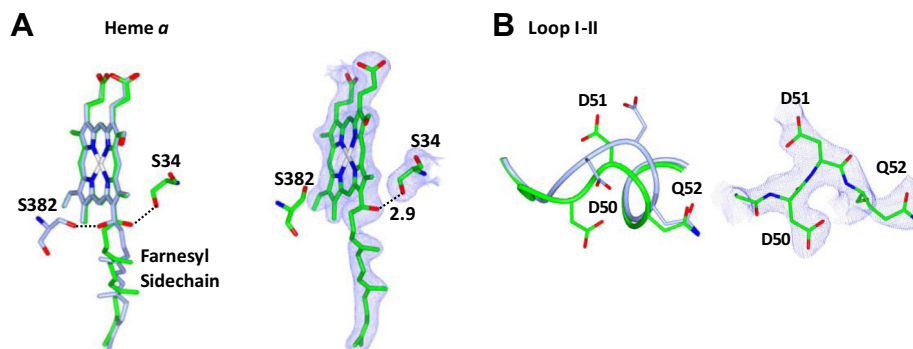 A
Heme a
S382
S34
Farnesyl
Sidechain
S382
S34
2.9
B
Loop I-II
D51
D50
Q52
D51
D50
Q52